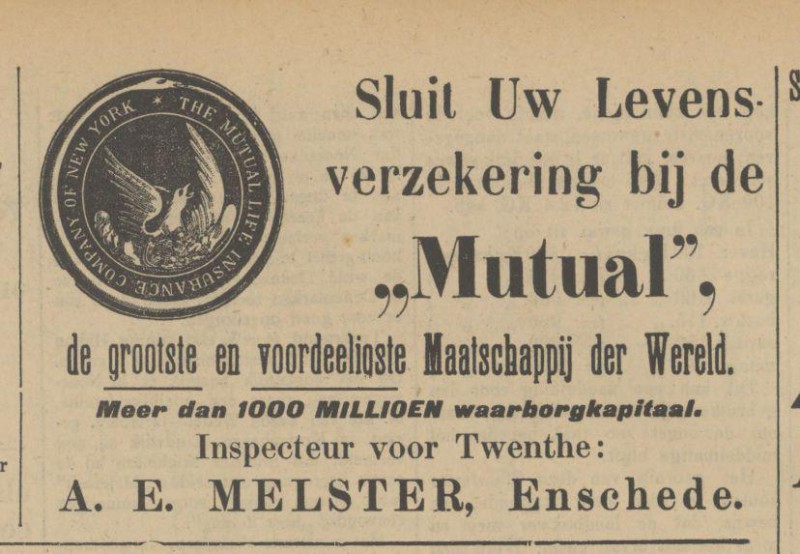 THE MUTUAL LIFE INSURANCE COMPANY OF NEW YORK
Sluit Uw Levens-
verzekering bij de
„Mutual”,
de grootste en voordeeligste Maatschappij der Wereld.
Meer dan 1000 MILLIOEN waarborgkapitaal.
Inspecteur voor Twenthe:
A. E. MELSTER, Enschede.